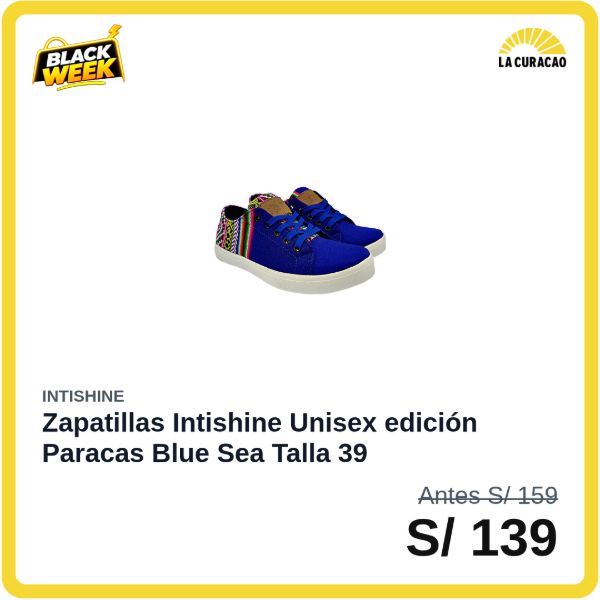 BLACK
WEEK
LA CURACAO
INTISHINE
Zapatillas Intishine Unisex edición
Paracas Blue Sea Talla 39
Antes S/ 159
S/ 139